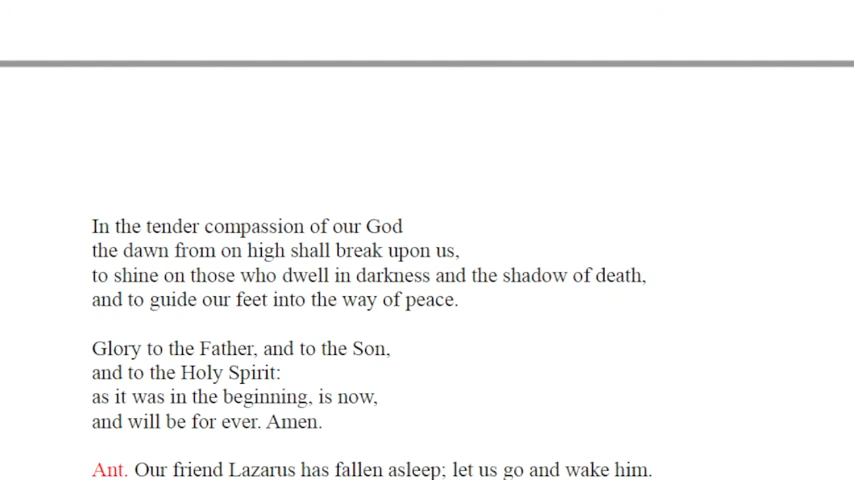 In the tender compassion of our God
the dawn from on high shall break upon us,
to shine on those who dwell in darkness and the shadow of death,
and to guide our feet into the way of peace.
Glory to the Father, and to the Son,
and to the Holy Spirit:
as it was in the beginning, is now,
and will be for ever. Amen.
Ant. Our friend Lazarus has fallen asleep; let us go and wake him.